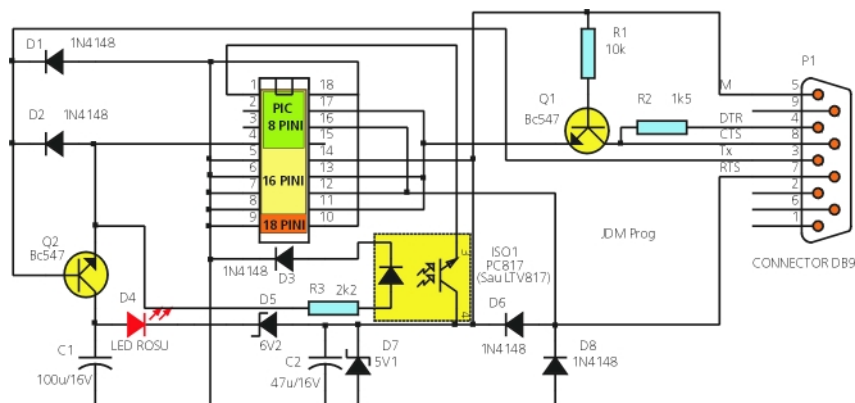 D1
1N4148
D2
1N4148
R1
10k
P1
Q1
Bc547
R2 1k5
M
DTR
CTS
Tx
RTS
5
9
4
8
3
7
2
6
1
1
2
3
4
5
6
7
8
9
18
17
16
15
14
13
12
11
10
PIC
8 PINI
16 PINI
18 PINI
JDM Prog
CONNECTOR DB9
Q2
Bc547
1N4148
D3
R3 2k2
ISO1
PC817
(Sau LTV817)
D4
LED ROSU
D5
6V2
D6
1N4148
D7
5V1
D8
1N4148
C1
100u/16V
C2
47u/16V